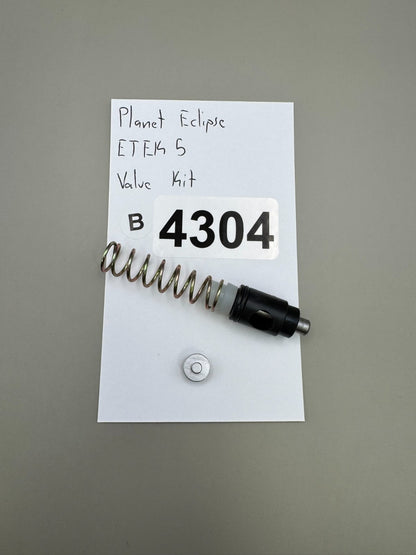 Planet Eclipse
ETEK 5
Valve Kit
B 4304